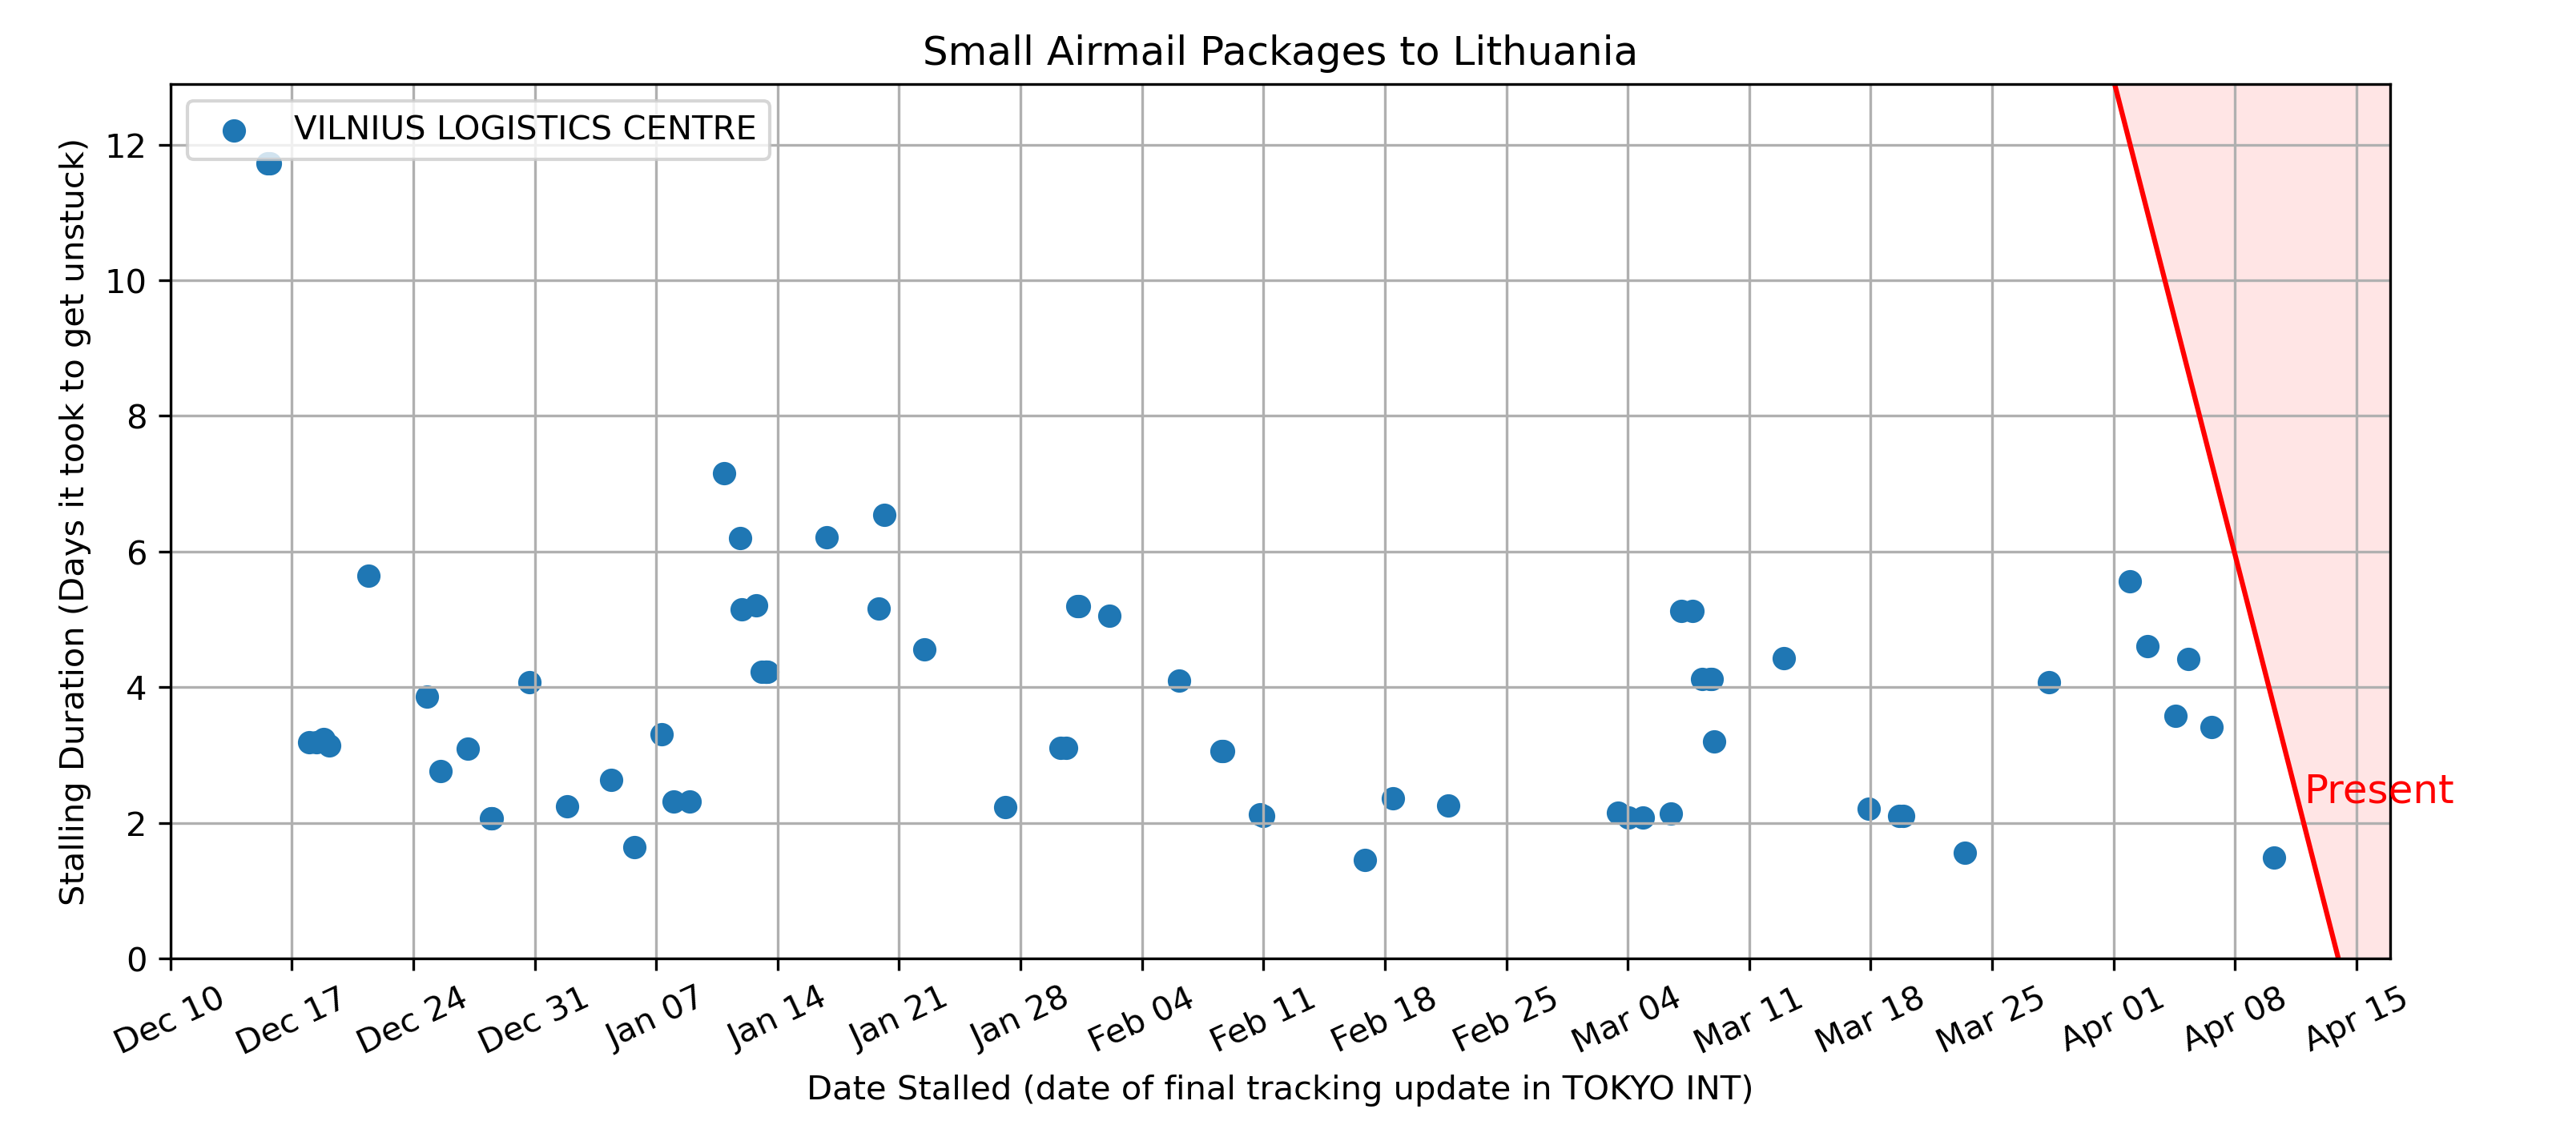 Small Airmail Packages to Lithuania
VILNIUS LOGISTICS CENTRE
Stalling Duration (Days it took to get unstuck)
12
10
8
6
4
2
0
Present
Dec 10
Dec 17
Dec 24
Dec 31
Jan 07
Jan 14
Jan 21
Jan 28
Feb 04
Feb 11
Feb 18
Feb 25
Mar 04
Mar 11
Mar 18
Mar 25
Apr 01
Apr 08
Apr 15
Date Stalled (date of final tracking update in TOKYO INT)